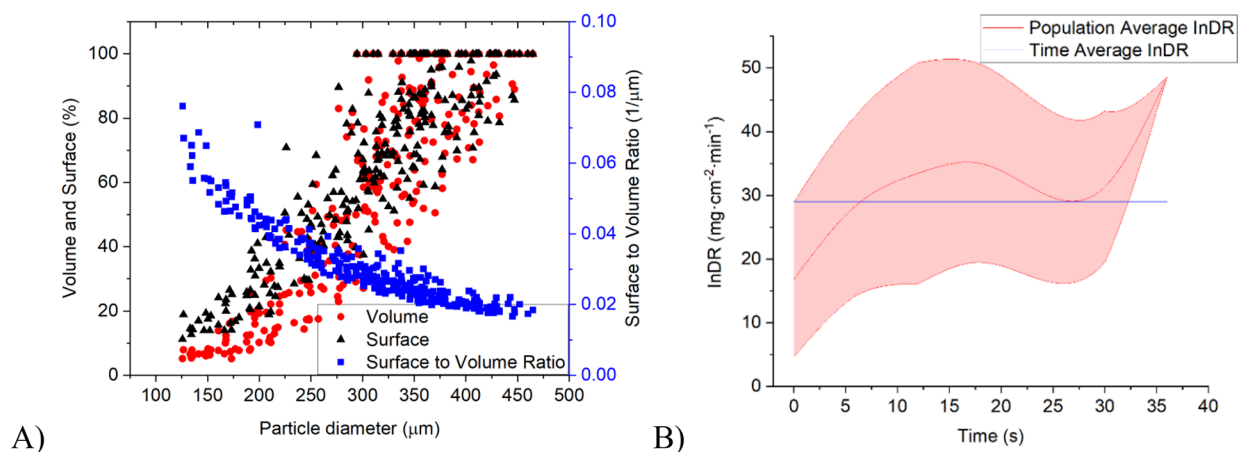 A)
Volume and Surface (%)
100
80
60
40
20
0
100 150 200 250 300 350 400 450 500
Particle diameter (μm)
0.10
0.08
0.06
0.04
0.02
0.00
Surface to Volume Ratio (1/μm)
Volume
Surface
Surface to Volume Ratio
B)
InDR (mg·cm⁻²·min⁻¹)
50
40
30
20
10
0
0 5 10 15 20 25 30 35 40
Time (s)
Population Average InDR
Time Average InDR